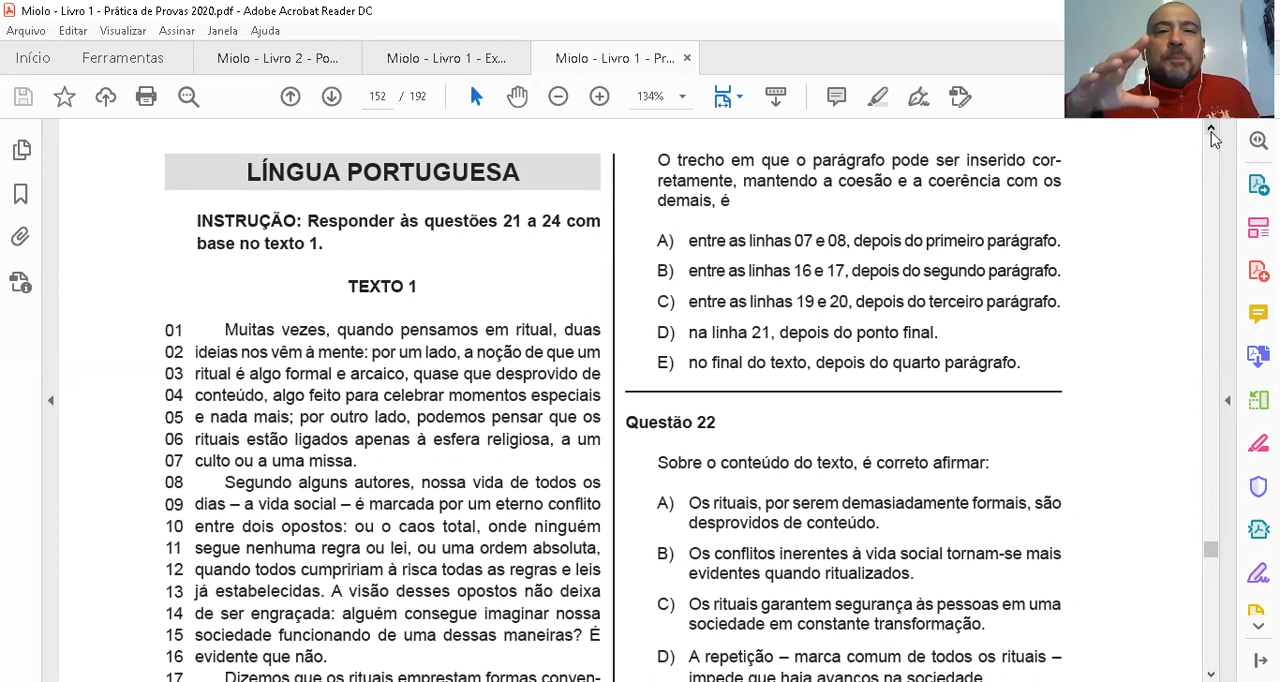 Miolo - Livro 1 - Prática de Provas 2020.pdf - Adobe Acrobat Reader DC
Arquivo Editar Visualizar Assinar Janela Ajuda
Início Ferramentas Miolo - Livro 2 - Po... Miolo - Livro 1 - Ex... Miolo - Livro 1 - Pr... ×
152 / 192 134%
LÍNGUA PORTUGUESA
INSTRUÇÃO: Responder às questões 21 a 24 com
base no texto 1.
TEXTO 1
01 Muitas vezes, quando pensamos em ritual, duas
02 ideias nos vêm à mente: por um lado, a noção de que um
03 ritual é algo formal e arcaico, quase que desprovido de
04 conteúdo, algo feito para celebrar momentos especiais
05 e nada mais; por outro lado, podemos pensar que os
06 rituais estão ligados apenas à esfera religiosa, a um
07 culto ou a uma missa.
08 Segundo alguns autores, nossa vida de todos os
09 dias – a vida social – é marcada por um eterno conflito
10 entre dois opostos: ou o caos total, onde ninguém
11 segue nenhuma regra ou lei, ou uma ordem absoluta,
12 quando todos cumpririam à risca todas as regras e leis
13 já estabelecidas. A visão desses opostos não deixa
14 de ser engraçada: alguém consegue imaginar nossa
15 sociedade funcionando de uma dessas maneiras? É
16 evidente que não.
17 Dizemos que os rituais emprestam formas conven-
O trecho em que o parágrafo pode ser inserido cor-
retamente, mantendo a coesão e a coerência com os
demais, é
A) entre as linhas 07 e 08, depois do primeiro parágrafo.
B) entre as linhas 16 e 17, depois do segundo parágrafo.
C) entre as linhas 19 e 20, depois do terceiro parágrafo.
D) na linha 21, depois do ponto final.
E) no final do texto, depois do quarto parágrafo.
Questão 22
Sobre o conteúdo do texto, é correto afirmar:
A) Os rituais, por serem demasiadamente formais, são
desprovidos de conteúdo.
B) Os conflitos inerentes à vida social tornam-se mais
evidentes quando ritualizados.
C) Os rituais garantem segurança às pessoas em uma
sociedade em constante transformação.
D) A repetição – marca comum de todos os rituais –
impede que haja avanços na sociedade.